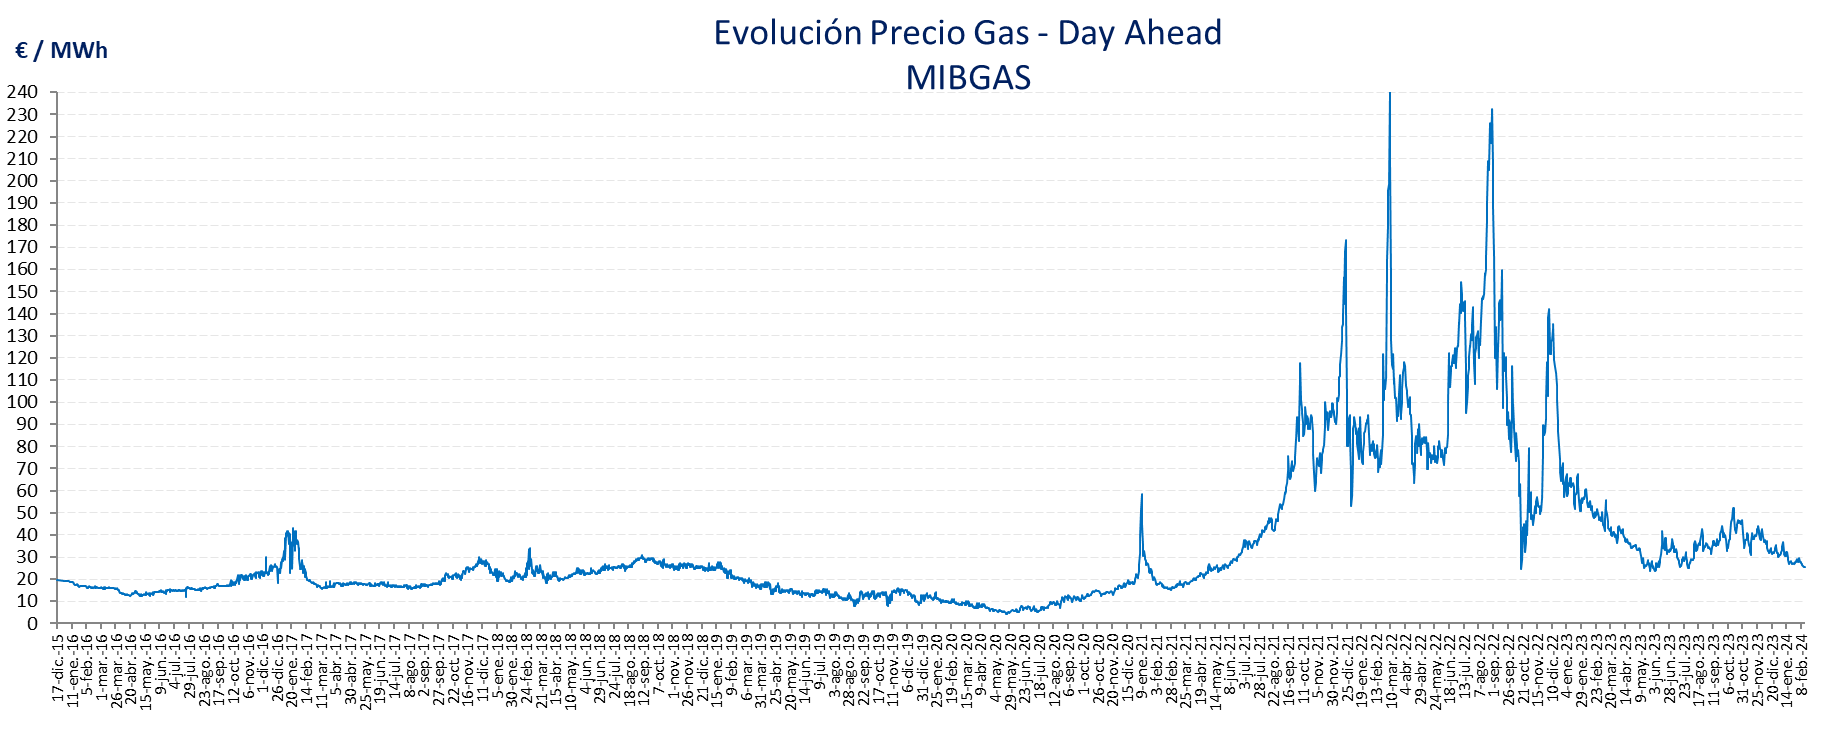 Evolución Precio Gas - Day Ahead
MIBGAS
€ / MWh
240
230
220
210
200
190
180
170
160
150
140
130
120
110
100
90
80
70
60
50
40
30
20
10
0
17-dic.-15
11-ene.-16
5-feb.-16
1-mar.-16
26-mar.-16
20-abr.-16
15-may.-16
9-jun.-16
4-jul.-16
29-jul.-16
23-ago.-16
17-sep.-16
12-oct.-16
6-nov.-16
1-dic.-16
26-dic.-16
20-ene.-17
14-feb.-17
11-mar.-17
5-abr.-17
30-abr.-17
25-may.-17
19-jun.-17
14-jul.-17
8-ago.-17
2-sep.-17
27-sep.-17
22-oct.-17
16-nov.-17
11-dic.-17
5-ene.-18
30-ene.-18
24-feb.-18
21-mar.-18
15-abr.-18
10-may.-18
4-jun.-18
29-jun.-18
24-jul.-18
18-ago.-18
12-sep.-18
7-oct.-18
1-nov.-18
26-nov.-18
21-dic.-18
15-ene.-19
9-feb.-19
6-mar.-19
31-mar.-19
25-abr.-19
20-may.-19
14-jun.-19
9-jul.-19
3-ago.-19
28-ago.-19
22-sep.-19
17-oct.-19
11-nov.-19
6-dic.-19
31-dic.-19
25-ene.-20
19-feb.-20
15-mar.-20
9-abr.-20
4-may.-20
29-may.-20
23-jun.-20
18-jul.-20
12-ago.-20
6-sep.-20
1-oct.-20
26-oct.-20
20-nov.-20
15-dic.-20
9-ene.-21
3-feb.-21
28-feb.-21
25-mar.-21
19-abr.-21
14-may.-21
8-jun.-21
3-jul.-21
28-jul.-21
22-ago.-21
16-sep.-21
11-oct.-21
5-nov.-21
30-nov.-21
25-dic.-21
19-ene.-22
13-feb.-22
10-mar.-22
4-abr.-22
29-abr.-22
24-may.-22
18-jun.-22
13-jul.-22
7-ago.-22
1-sep.-22
26-sep.-22
21-oct.-22
15-nov.-22
10-dic.-22
4-ene.-23
29-ene.-23
23-feb.-23
20-mar.-23
14-abr.-23
9-may.-23
3-jun.-23
28-jun.-23
23-jul.-23
17-ago.-23
11-sep.-23
6-oct.-23
31-oct.-23
25-nov.-23
20-dic.-23
14-ene.-24
8-feb.-24